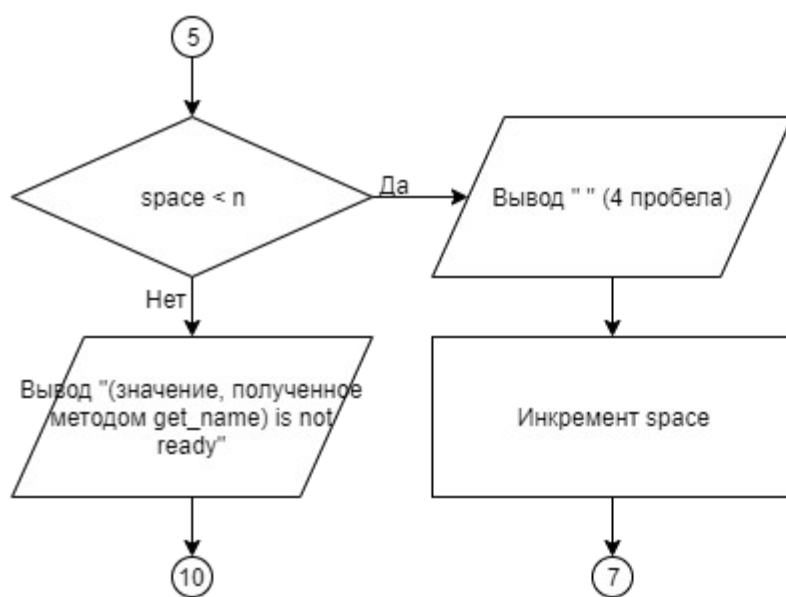 5
space < n
Да
Вывод " " (4 пробела)
Нет
Вывод "(значение, полученное
методом get_name) is not
ready"
Инкремент space
10
7